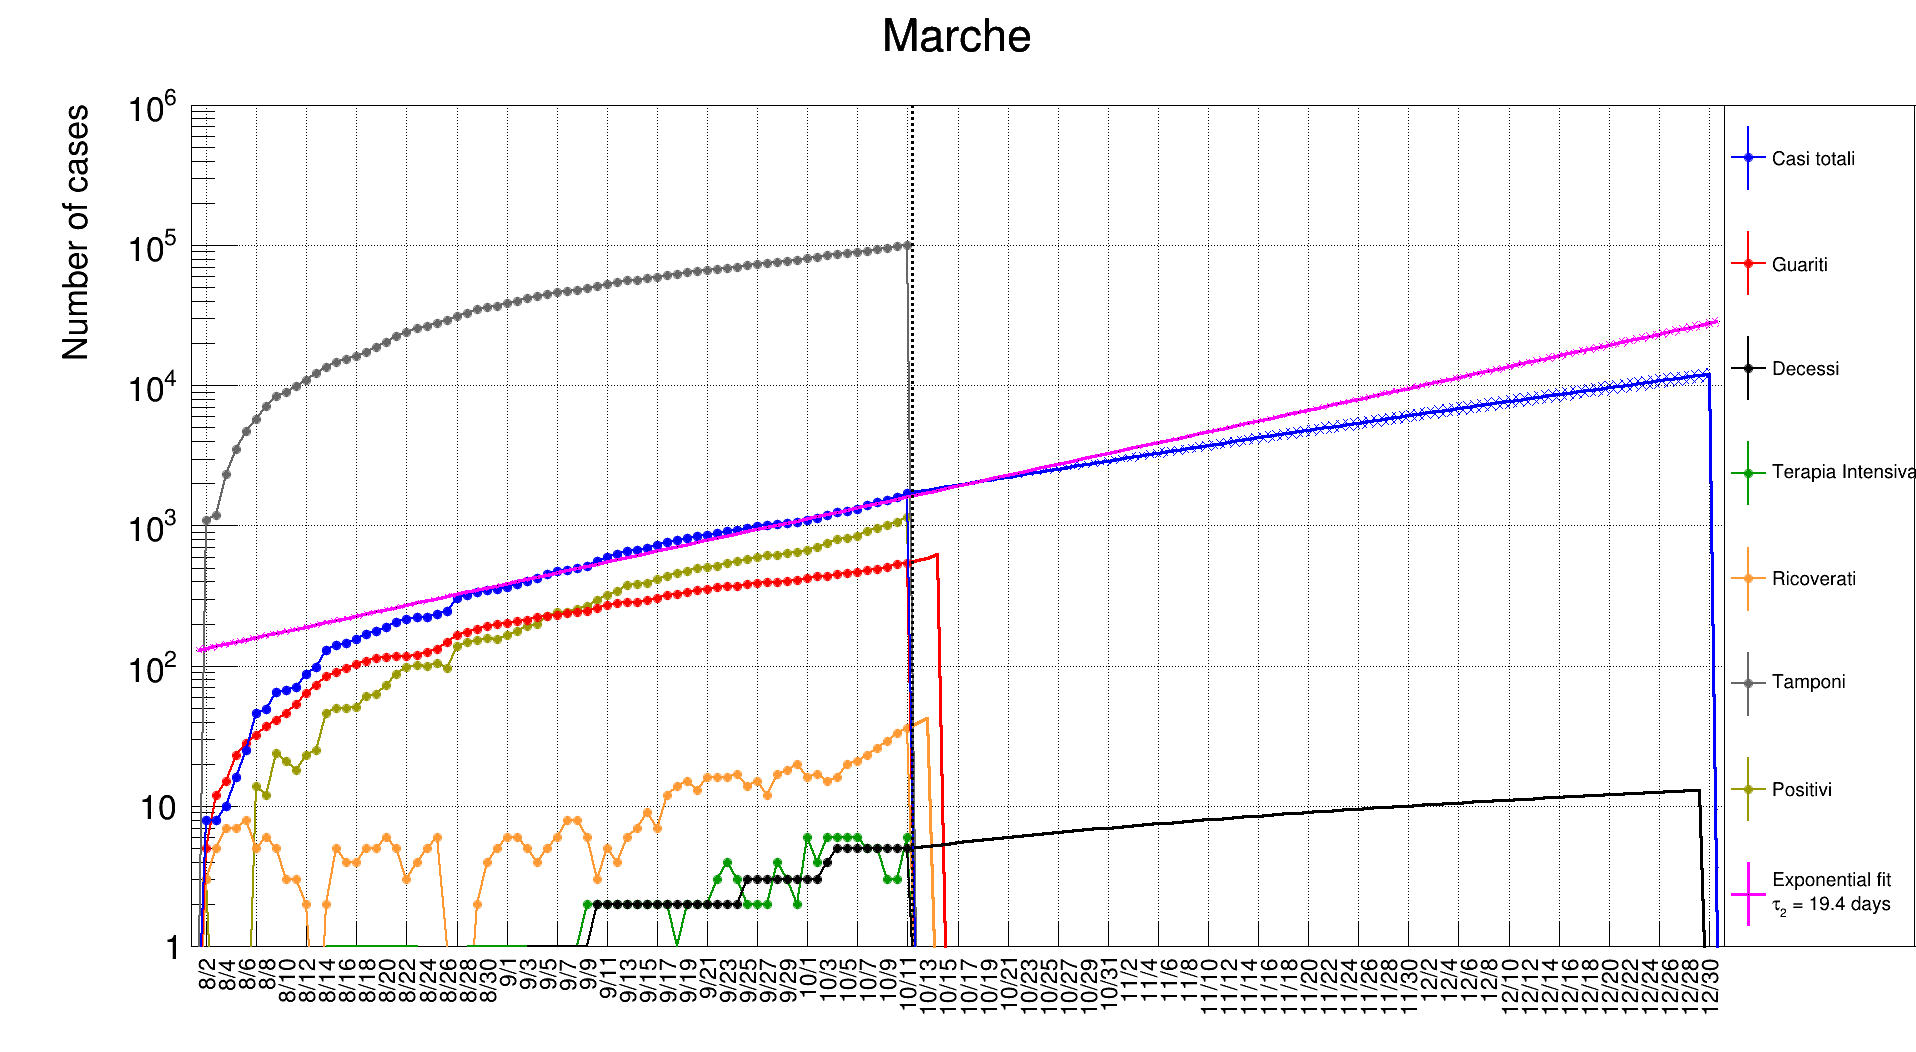 Marche
Number of cases
10^6
10^5
10^4
10^3
10^2
10
1
8/2 8/4 8/6 8/8 8/10 8/12 8/14 8/16 8/18 8/20 8/22 8/24 8/26 8/28 8/30 9/1 9/3 9/5 9/7 9/9 9/11 9/13 9/15 9/17 9/19 9/21 9/23 9/25 9/27 9/29 10/1 10/3 10/5 10/7 10/9 10/11 10/13 10/15 10/17 10/19 10/21 10/23 10/25 10/27 10/29 10/31 11/2 11/4 11/6 11/8 11/10 11/12 11/14 11/16 11/18 11/20 11/22 11/24 11/26 11/28 11/30 12/2 12/4 12/6 12/8 12/10 12/12 12/14 12/16 12/18 12/20 12/22 12/24 12/26 12/28 12/30
Casi totali
Guariti
Decessi
Terapia Intensiva
Ricoverati
Tamponi
Positivi
Exponential fit
τ2 = 19.4 days